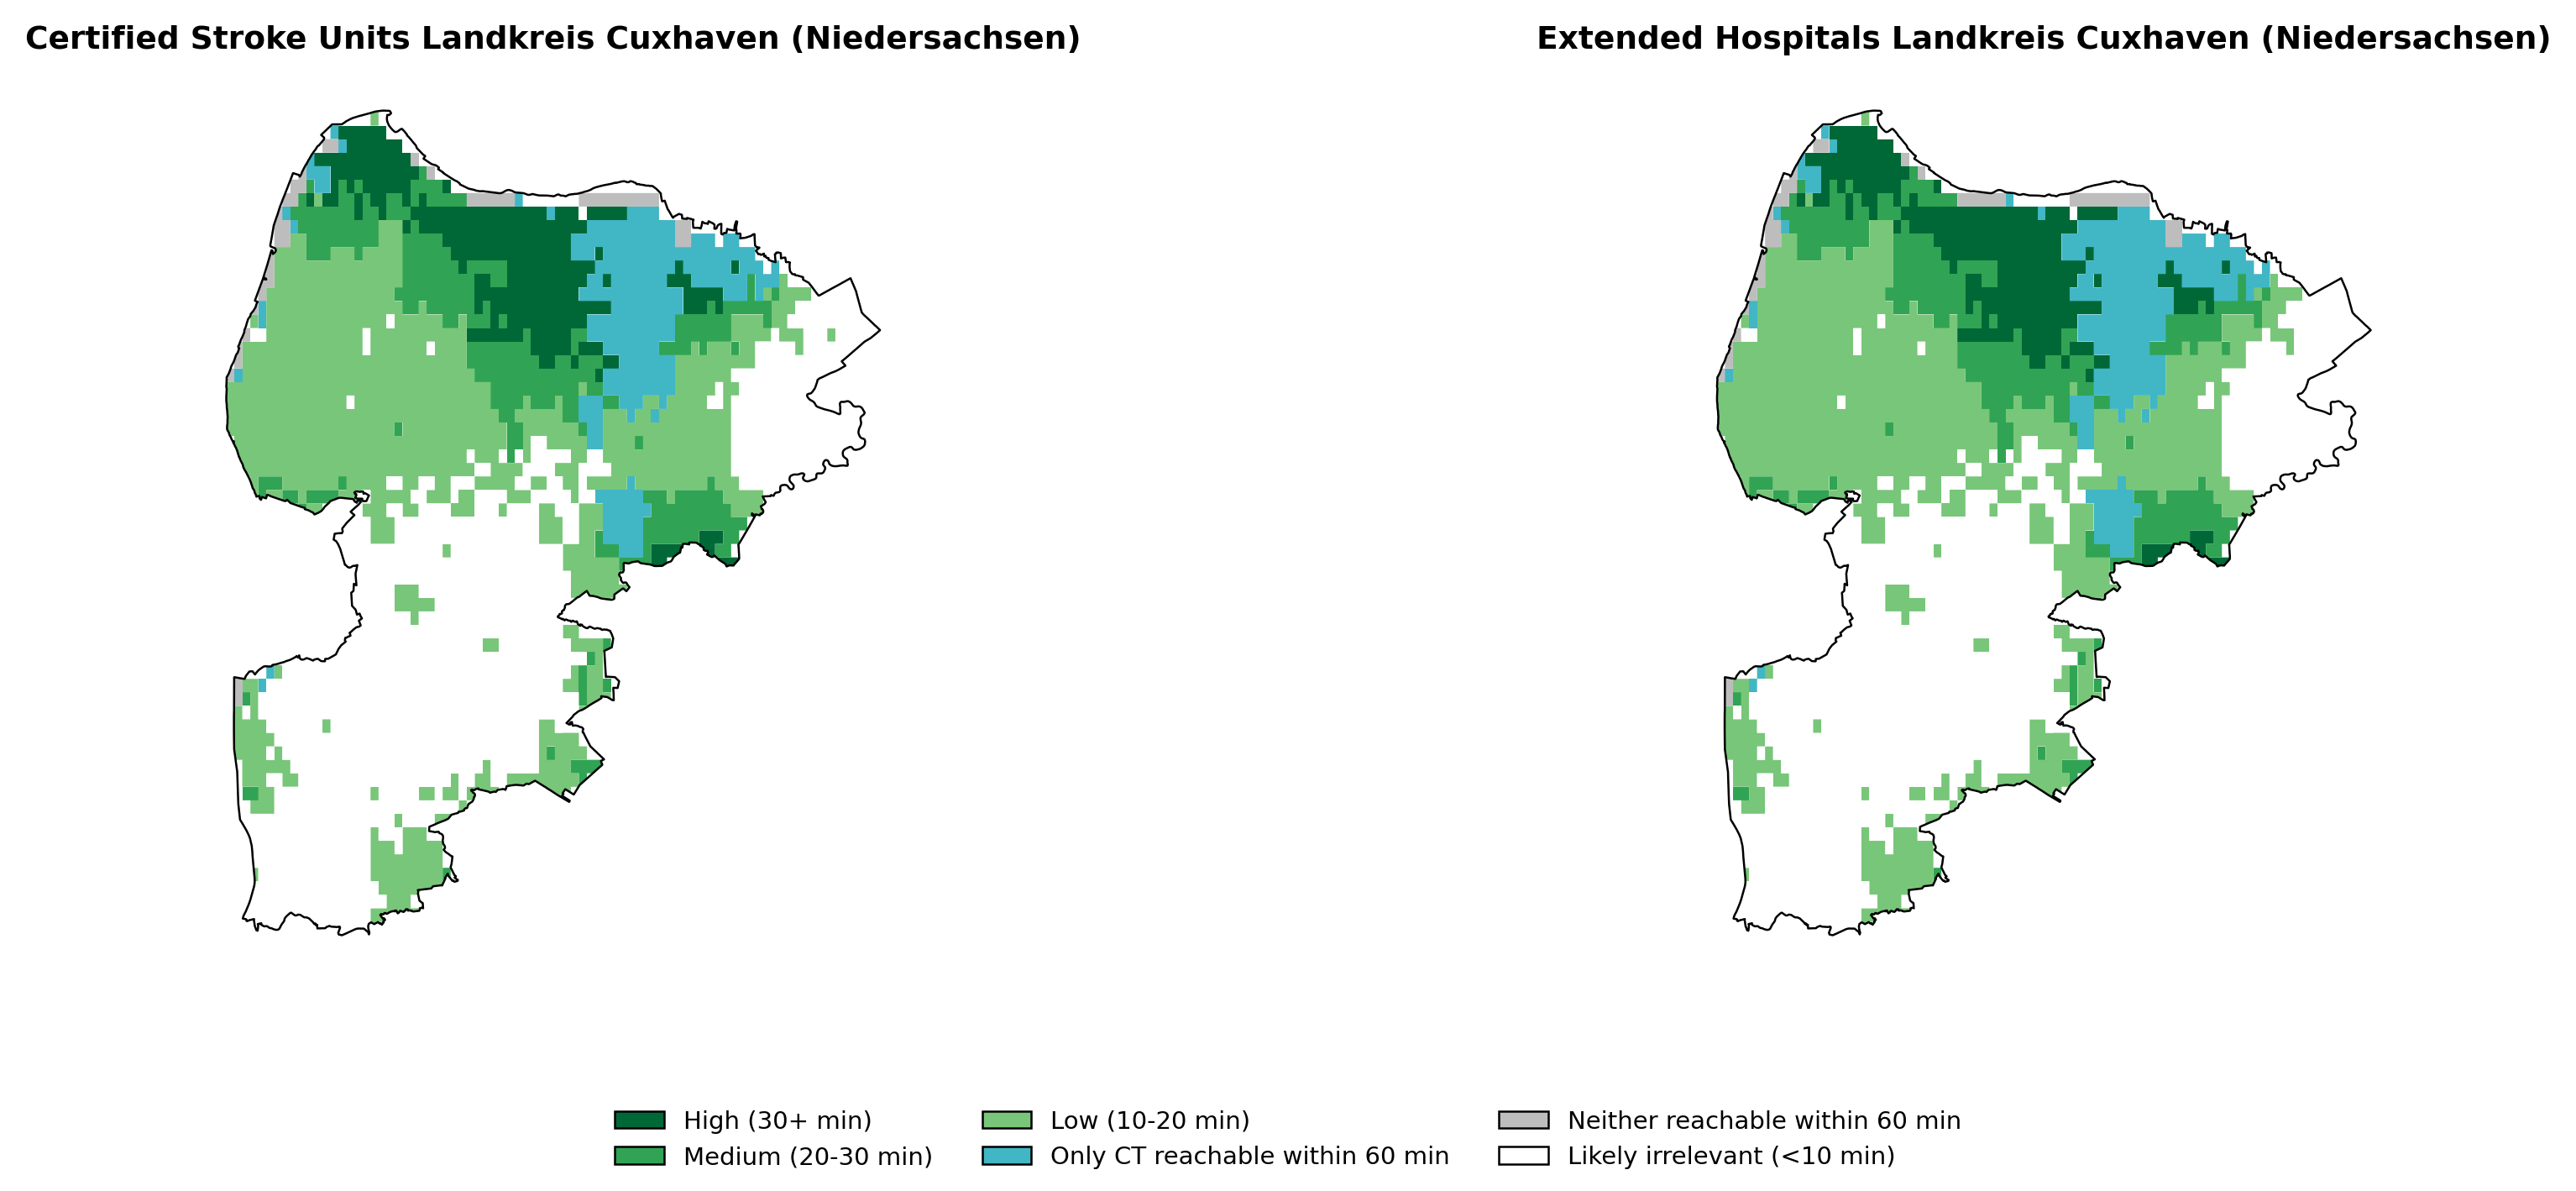 Certified Stroke Units Landkreis Cuxhaven (Niedersachsen)
Extended Hospitals Landkreis Cuxhaven (Niedersachsen)
High (30+ min)
Medium (20-30 min)
Low (10-20 min)
Only CT reachable within 60 min
Neither reachable within 60 min
Likely irrelevant (<10 min)